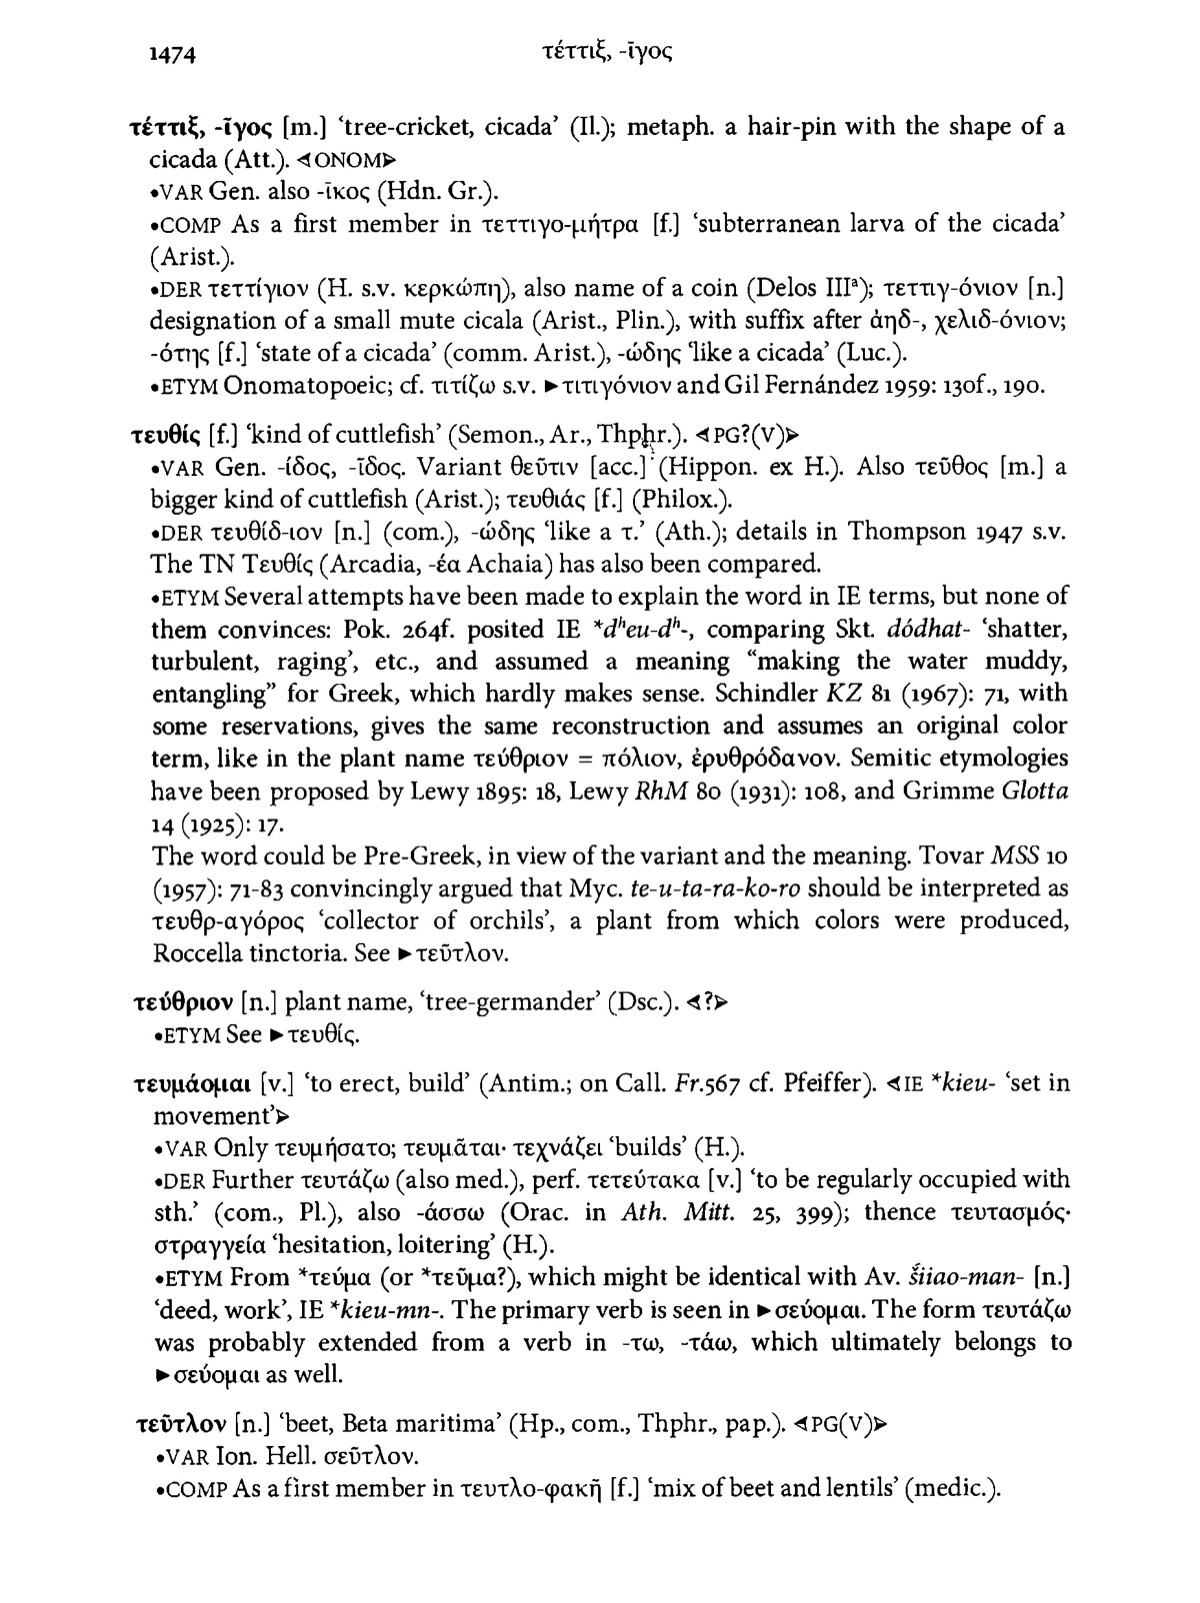 1474
τέττιξ, -ῑγος
τέττιξ, -ῑγος [m.] ‘tree-cricket, cicada’ (Il.); metaph. a hair-pin with the shape of a
cicada (Att.). ⊲ONOM⊳
•VAR Gen. also -ῑκος (Hdn. Gr.).
•COMP As a first member in τεττιγο-μήτρα [f.] ‘subterranean larva of the cicada’
(Arist.).
•DER τεττίγιον (H. s.v. κερκώπη), also name of a coin (Delos IIIᵃ); τεττιγ-όνιον [n.]
designation of a small mute cicala (Arist., Plin.), with suffix after ἀηδ-, χελιδ-όνιον;
-ότης [f.] ‘state of a cicada’ (comm. Arist.), -ώδης ‘like a cicada’ (Luc.).
•ETYM Onomatopoeic; cf. τιτίζω s.v. ►τιτιγόνιον and Gil Fernández 1959: 130f., 190.
τευθίς [f.] ‘kind of cuttlefish’ (Semon., Ar., Thphr.). ⊲PG?(V)⊳
•VAR Gen. -ίδος, -ῖδος. Variant θεῦτιν [acc.] (Hippon. ex H.). Also τεῦθος [m.] a
bigger kind of cuttlefish (Arist.); τευθιάς [f.] (Philox.).
•DER τευθίδ-ιον [n.] (com.), -ώδης ‘like a τ.’ (Ath.); details in Thompson 1947 s.v.
The TN Τευθίς (Arcadia, -έα Achaia) has also been compared.
•ETYM Several attempts have been made to explain the word in IE terms, but none of
them convinces: Pok. 264f. posited IE *dʰeu-dʰ-, comparing Skt. dódhat- ‘shatter,
turbulent, raging’, etc., and assumed a meaning “making the water muddy,
entangling” for Greek, which hardly makes sense. Schindler KZ 81 (1967): 71, with
some reservations, gives the same reconstruction and assumes an original color
term, like in the plant name τεύθριον = πόλιον, ἐρυθρόδανον. Semitic etymologies
have been proposed by Lewy 1895: 18, Lewy RhM 80 (1931): 108, and Grimme Glotta
14 (1925): 17.
The word could be Pre-Greek, in view of the variant and the meaning. Tovar MSS 10
(1957): 71-83 convincingly argued that Myc. te-u-ta-ra-ko-ro should be interpreted as
τευθρ-αγόρος ‘collector of orchils’, a plant from which colors were produced,
Roccella tinctoria. See ►τεῦτλον.
τεύθριον [n.] plant name, ‘tree-germander’ (Dsc.). ⊲?⊳
•ETYM See ►τευθίς.
τευμάομαι [v.] ‘to erect, build’ (Antim.; on Call. Fr.567 cf. Pfeiffer). ⊲IE *kieu- ‘set in
movement’⊳
•VAR Only τευμήσατο; τευμᾶται· τεχνάζει ‘builds’ (H.).
•DER Further τευτάζω (also med.), perf. τετεύτακα [v.] ‘to be regularly occupied with
sth.’ (com., Pl.), also -άσσω (Orac. in Ath. Mitt. 25, 399); thence τευτασμός·
στραγγεία ‘hesitation, loitering’ (H.).
•ETYM From *τεύμα (or *τεῦμα?), which might be identical with Av. š́iiao-man- [n.]
‘deed, work’, IE *kieu-mn-. The primary verb is seen in ►σεύομαι. The form τευτάζω
was probably extended from a verb in -τω, -τάω, which ultimately belongs to
►σεύομαι as well.
τεῦτλον [n.] ‘beet, Beta maritima’ (Hp., com., Thphr., pap.). ⊲PG(V)⊳
•VAR Ion. Hell. σεῦτλον.
•COMP As a first member in τευτλο-φακῆ [f.] ‘mix of beet and lentils’ (medic.).